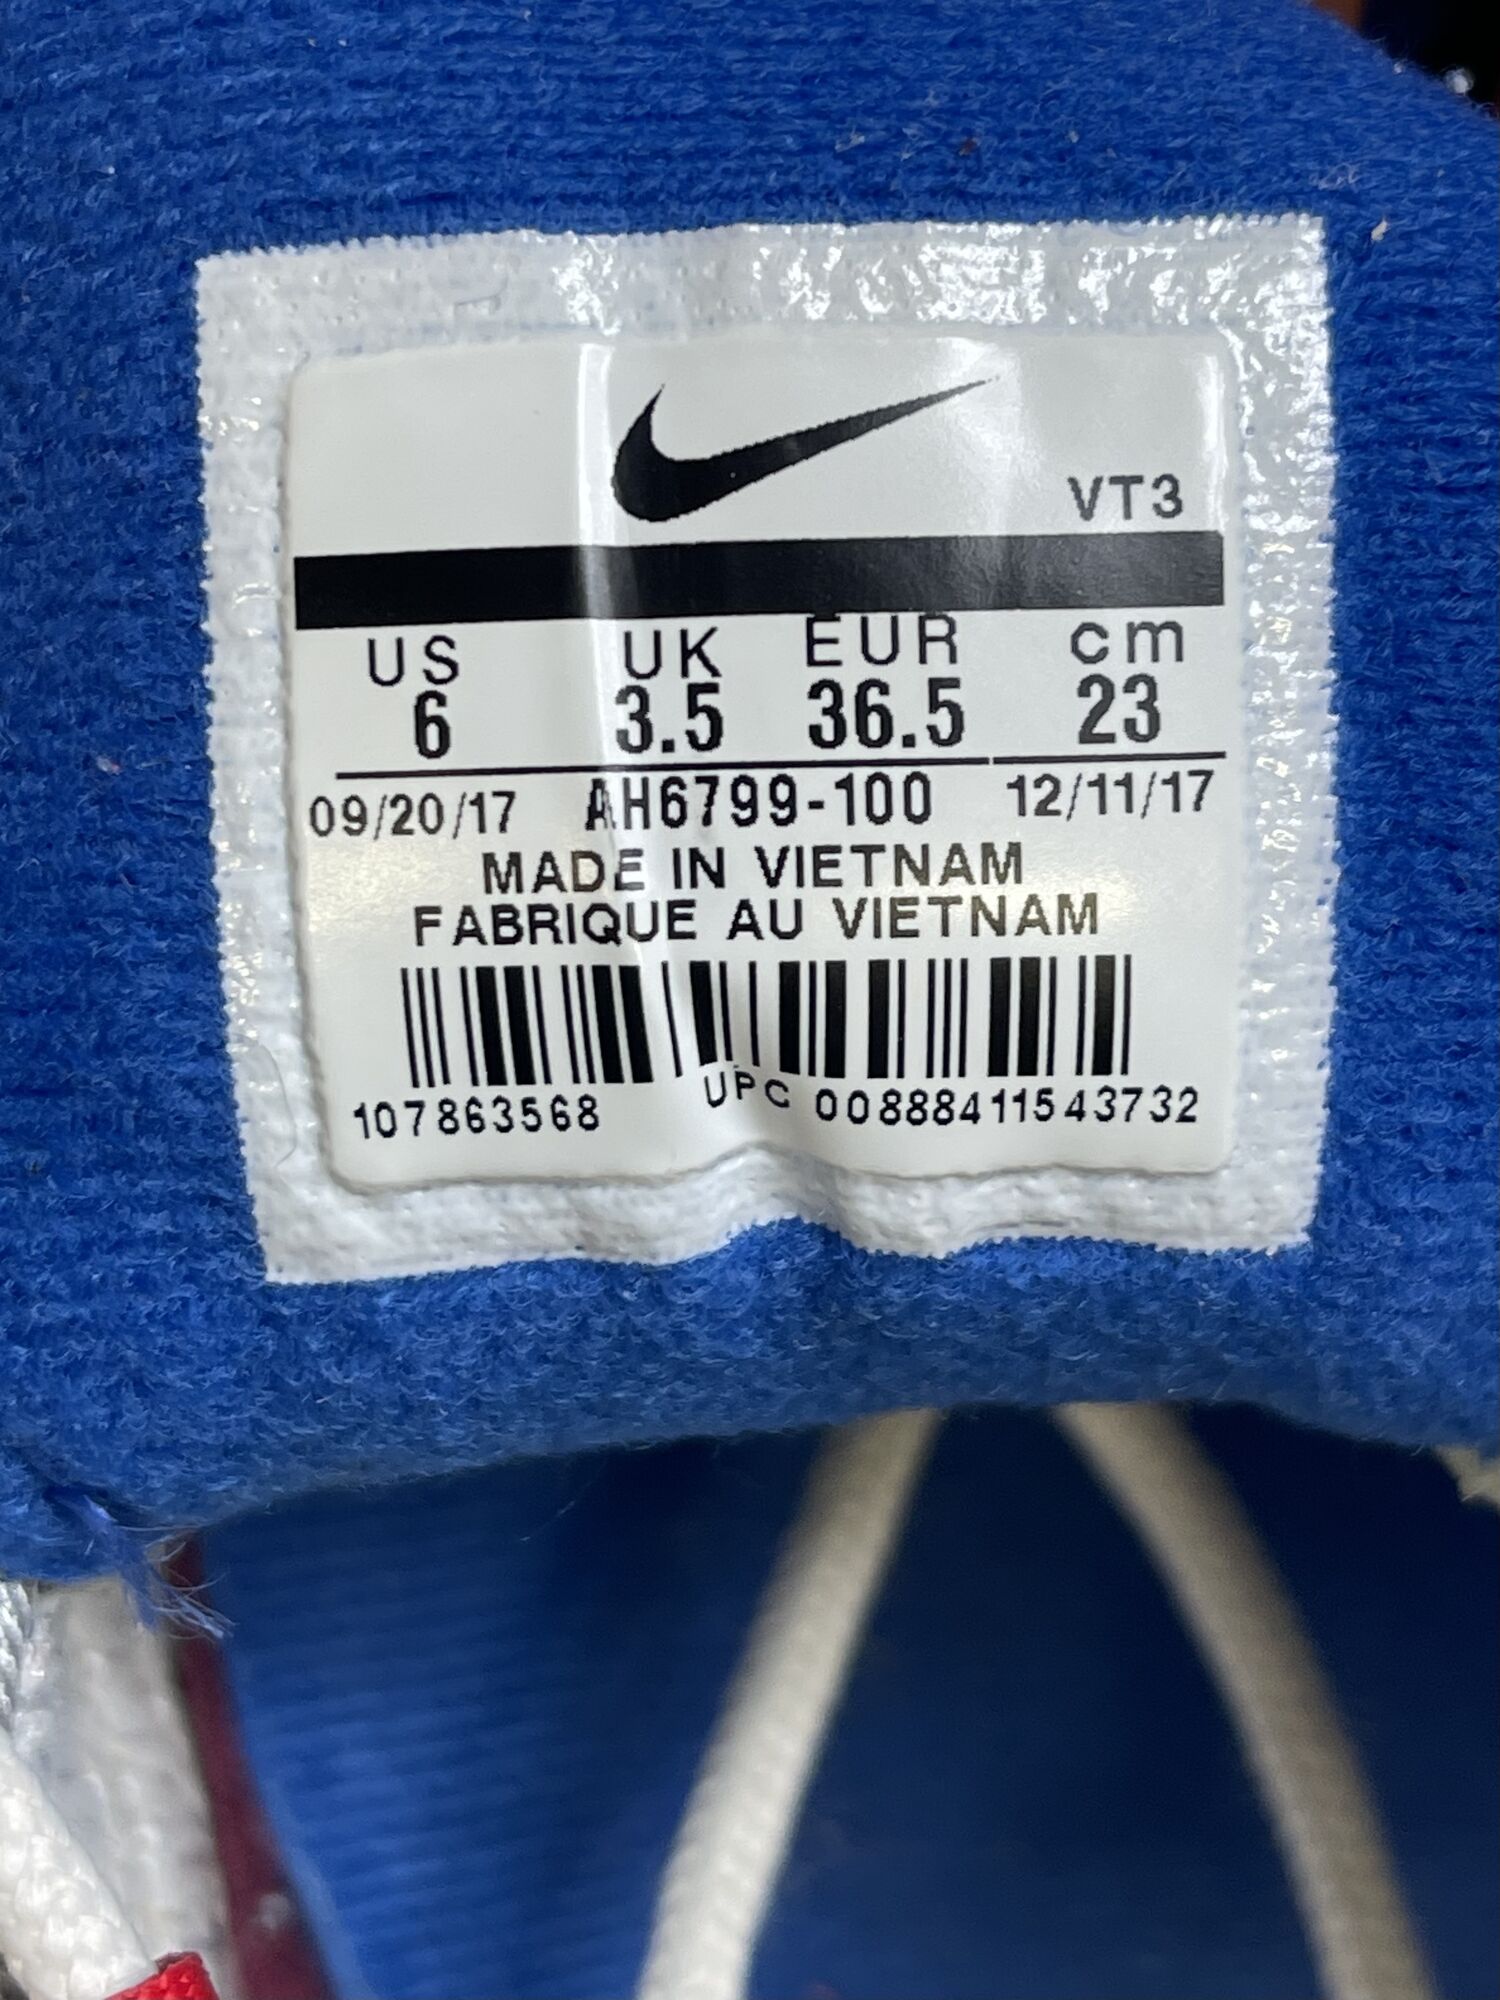 VT3
US UK EUR cm
6 3.5 36.5 23
09/20/17 AH6799-100 12/11/17
MADE IN VIETNAM
FABRIQUE AU VIETNAM
107863568 UPC 00888411543732